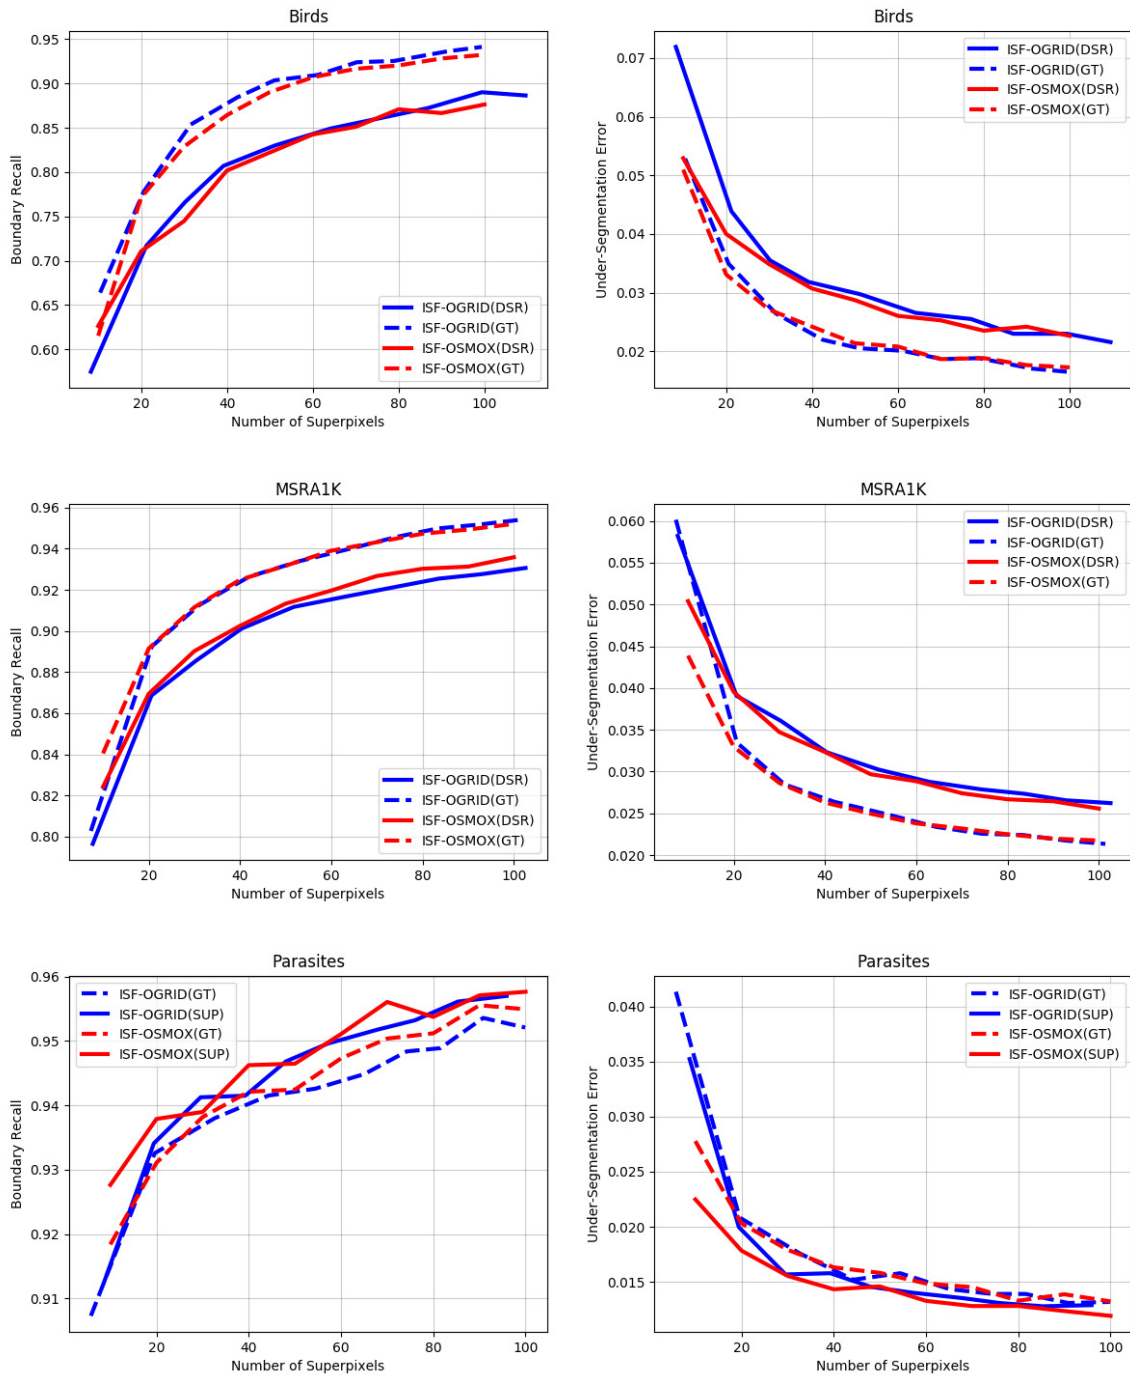 Birds
Boundary Recall
0.95
0.90
0.85
0.80
0.75
0.70
0.65
0.60
ISF-OGRID(DSR)
ISF-OGRID(GT)
ISF-OSMOX(DSR)
ISF-OSMOX(GT)
20 40 60 80 100
Number of Superpixels
Birds
Under-Segmentation Error
0.07
0.06
0.05
0.04
0.03
0.02
ISF-OGRID(DSR)
ISF-OGRID(GT)
ISF-OSMOX(DSR)
ISF-OSMOX(GT)
20 40 60 80 100
Number of Superpixels
MSRA1K
Boundary Recall
0.96
0.94
0.92
0.90
0.88
0.86
0.84
0.82
0.80
ISF-OGRID(DSR)
ISF-OGRID(GT)
ISF-OSMOX(DSR)
ISF-OSMOX(GT)
20 40 60 80 100
Number of Superpixels
MSRA1K
Under-Segmentation Error
0.060
0.055
0.050
0.045
0.040
0.035
0.030
0.025
0.020
ISF-OGRID(DSR)
ISF-OGRID(GT)
ISF-OSMOX(DSR)
ISF-OSMOX(GT)
20 40 60 80 100
Number of Superpixels
Parasites
Boundary Recall
0.96
0.95
0.94
0.93
0.92
0.91
ISF-OGRID(GT)
ISF-OGRID(SUP)
ISF-OSMOX(GT)
ISF-OSMOX(SUP)
20 40 60 80 100
Number of Superpixels
Parasites
Under-Segmentation Error
0.040
0.035
0.030
0.025
0.020
0.015
ISF-OGRID(GT)
ISF-OGRID(SUP)
ISF-OSMOX(GT)
ISF-OSMOX(SUP)
20 40 60 80 100
Number of Superpixels